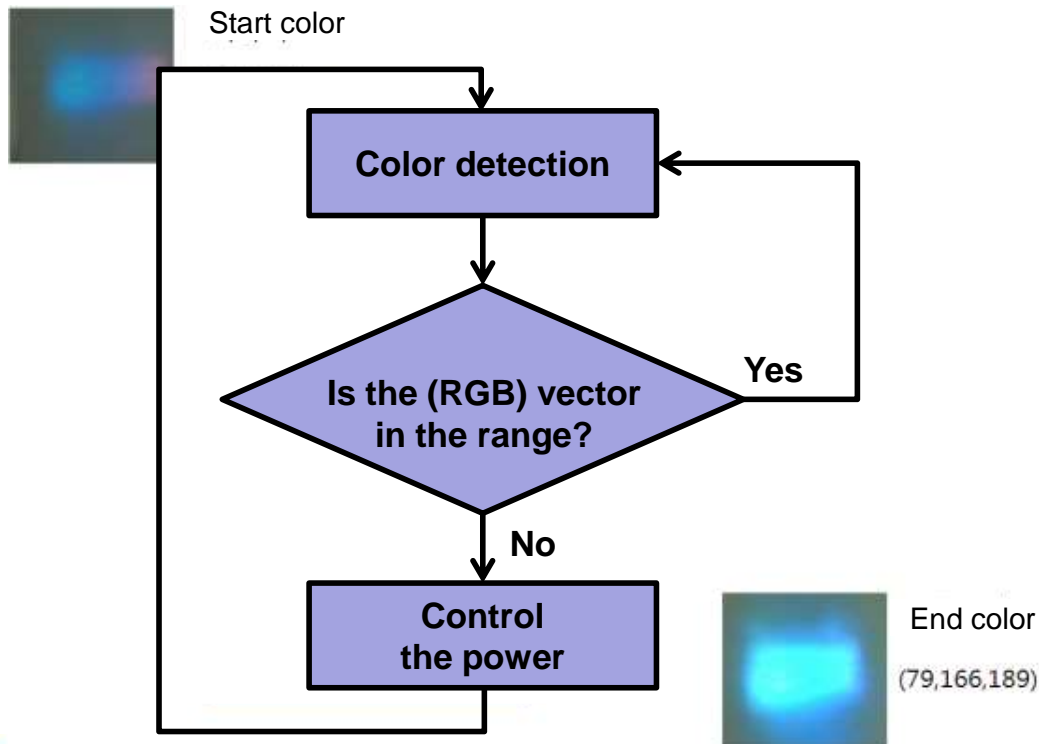 Start color
Color detection
Yes
Is the (RGB) vector
in the range?
No
Control
the power
End color
(79,166,189)